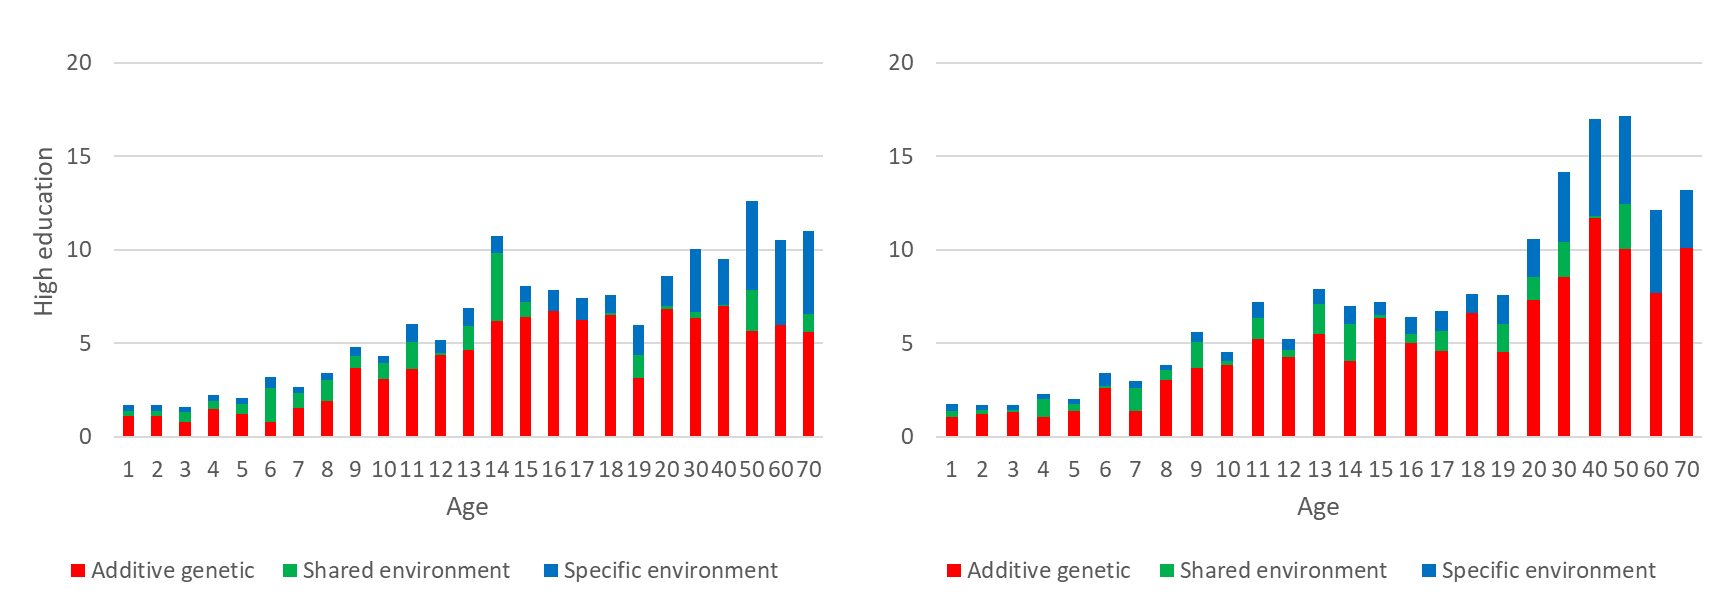 20
15
10
5
0
High education
1 2 3 4 5 6 7 8 9 10 11 12 13 14 15 16 17 18 19 20 30 40 50 60 70
Age
Additive genetic Shared environment Specific environment
20
15
10
5
0
1 2 3 4 5 6 7 8 9 10 11 12 13 14 15 16 17 18 19 20 30 40 50 60 70
Age
Additive genetic Shared environment Specific environment